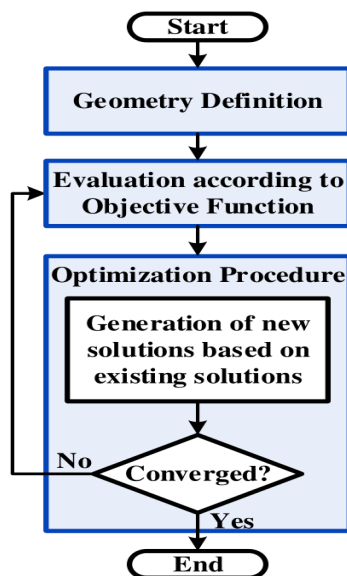 Start
Geometry Definition
Evaluation according to
Objective Function
Optimization Procedure
Generation of new
solutions based on
existing solutions
No
Converged?
Yes
End